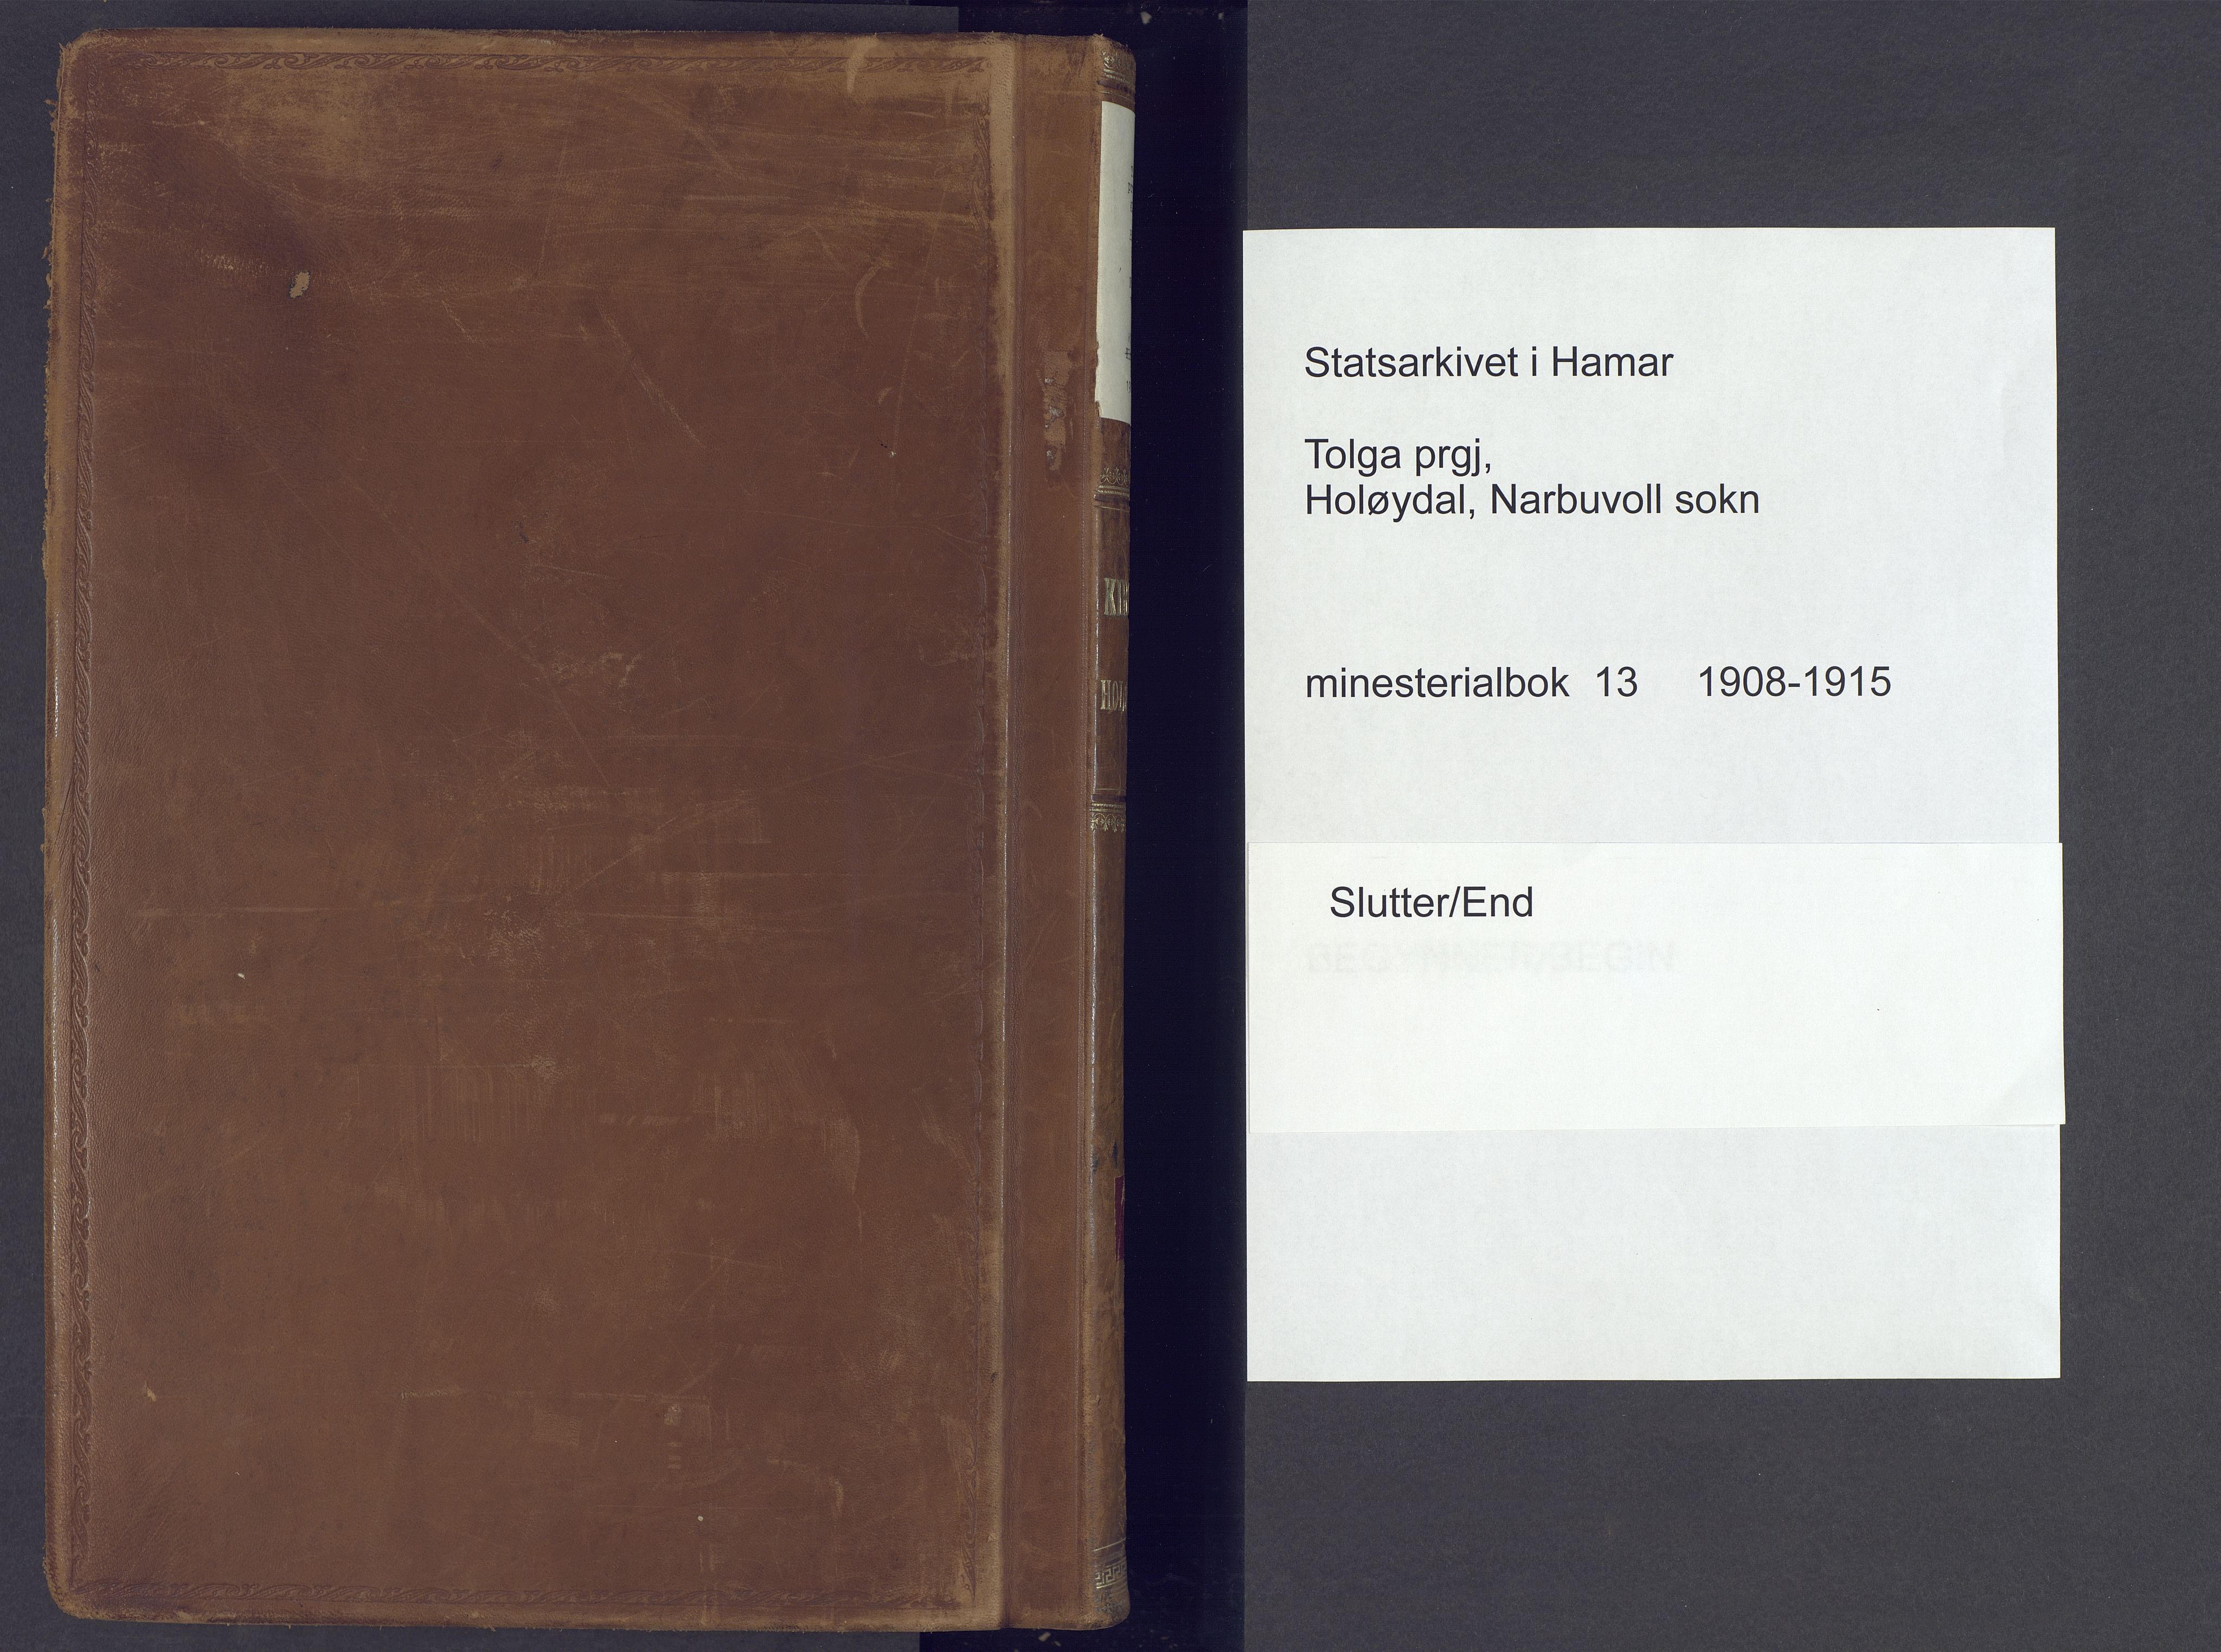 Statsarkivet i Hamar
Tolga prgj,
Holøydal, Narbuvoll sokn
minesterialbok 13 1908-1915
Slutter/End